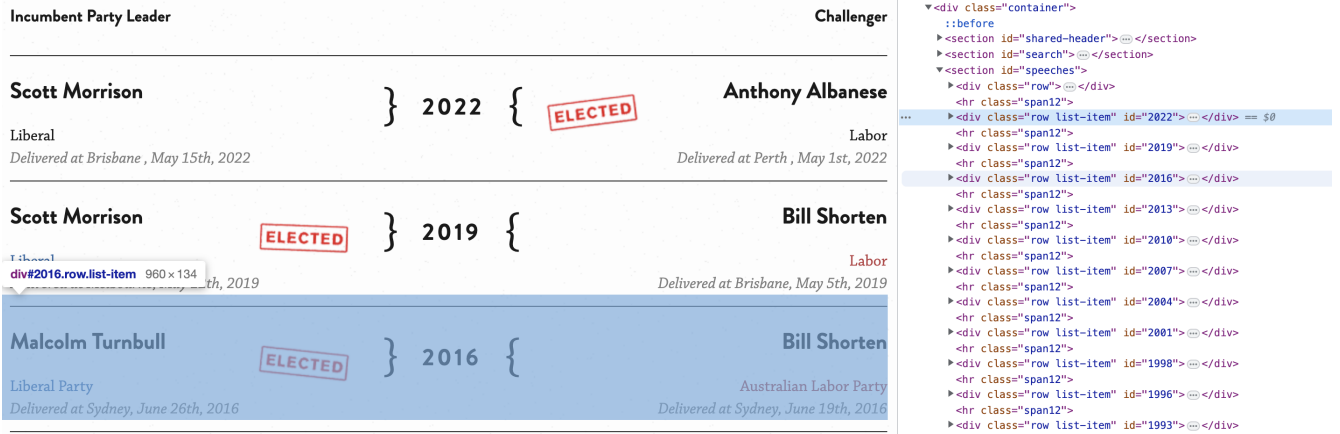 Incumbent Party Leader
Challenger
Scott Morrison
} 2022 {
ELECTED
Anthony Albanese
Liberal
Labor
Delivered at Brisbane , May 15th, 2022
Delivered at Perth , May 1st, 2022
Scott Morrison
ELECTED
} 2019 {
Bill Shorten
Liberal
Labor
div#2016.row.list-item 960 × 134
2019
Delivered at Brisbane, May 5th, 2019
Malcolm Turnbull
ELECTED
} 2016 {
Bill Shorten
Liberal Party
Australian Labor Party
Delivered at Sydney, June 26th, 2016
Delivered at Sydney, June 19th, 2016
▼<div class="container">
::before
▶<section id="shared-header">…</section>
▶<section id="search">…</section>
▼<section id="speeches">
▶<div class="row">…</div>
<hr class="span12">
… ▶<div class="row list-item" id="2022">…</div> == $0
<hr class="span12">
▶<div class="row list-item" id="2019">…</div>
<hr class="span12">
▶<div class="row list-item" id="2016">…</div>
<hr class="span12">
▶<div class="row list-item" id="2013">…</div>
<hr class="span12">
▶<div class="row list-item" id="2010">…</div>
<hr class="span12">
▶<div class="row list-item" id="2007">…</div>
<hr class="span12">
▶<div class="row list-item" id="2004">…</div>
<hr class="span12">
▶<div class="row list-item" id="2001">…</div>
<hr class="span12">
▶<div class="row list-item" id="1998">…</div>
<hr class="span12">
▶<div class="row list-item" id="1996">…</div>
<hr class="span12">
▶<div class="row list-item" id="1993">…</div>